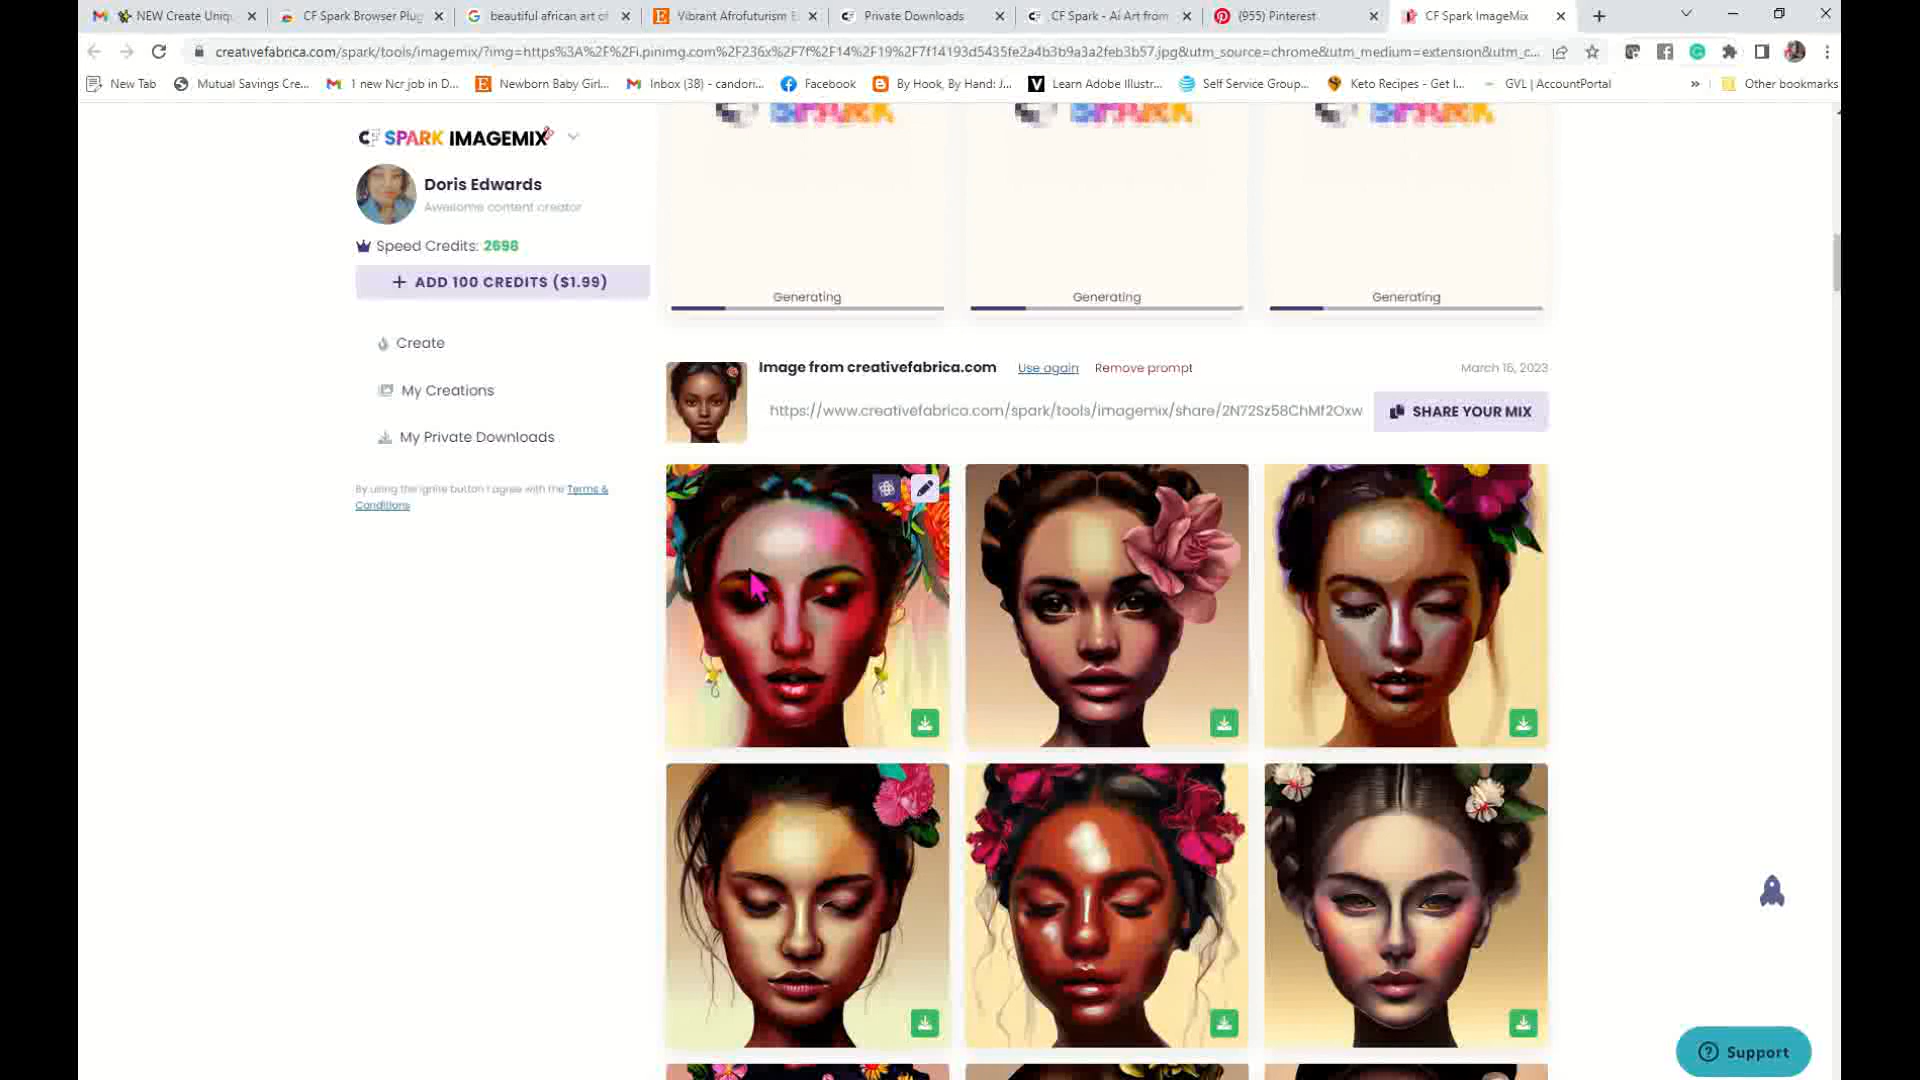 NEW Create Uniqu
CF Spark Browser Plug
beautiful african art of
Vibrant Afrofuturism E
Private Downloads
CF Spark - Ai Art from
(955) Pinterest
CF Spark ImageMix
creativefabrica.com/spark/tools/imagemix/?img=https%3A%2F%2Fi.pinimg.com%2F236x%2F7f%2F14%2F19%2F7f14193d5435fe2a4b3b9a3a2feb3b57.jpg&utm_source=chrome&utm_medium=extension&utm_c...
New Tab
Mutual Savings Cre...
1 new Ncr job in D...
Newborn Baby Girl...
Inbox (38) - candori...
Facebook
By Hook, By Hand: J...
Learn Adobe Illustr...
Self Service Group...
Keto Recipes - Get I...
GVL | AccountPortal
Other bookmarks
CF SPARK IMAGEMIX
Doris Edwards
Awesome content creator
Speed Credits: 2698
+ ADD 100 CREDITS ($1.99)
Create
My Creations
My Private Downloads
By using the ignite button I agree with the Terms &
Conditions
SPARK
SPARK
SPARK
Generating
Generating
Generating
Image from creativefabrica.com
Use again
Remove prompt
March 16, 2023
https://www.creativefabrica.com/spark/tools/imagemix/share/2N72Sz58ChMf2Oxw
SHARE YOUR MIX
Support